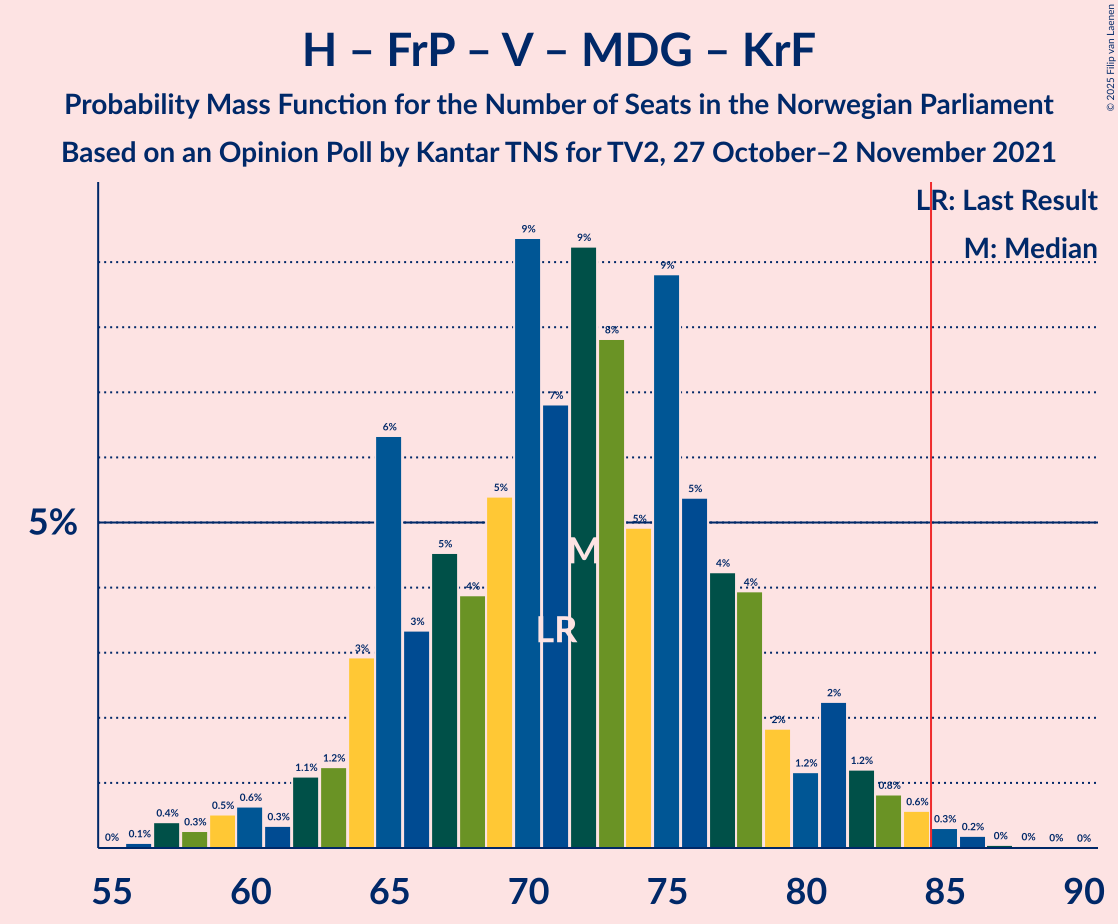 H – FrP – V – MDG – KrF
Probability Mass Function for the Number of Seats in the Norwegian Parliament
Based on an Opinion Poll by Kantar TNS for TV2, 27 October–2 November 2021
© 2025 Filip van Laenen
LR: Last Result
M: Median
5%
0% 0.1% 0.4% 0.3% 0.5% 0.6% 0.3% 1.1% 1.2% 3% 6% 3% 5% 4% 5% 9% 7% 9% 8% 5% 9% 5% 4% 4% 2% 1.2% 2% 1.2% 0.8% 0.6% 0.3% 0.2% 0% 0% 0% 0%
M
LR
55 60 65 70 75 80 85 90